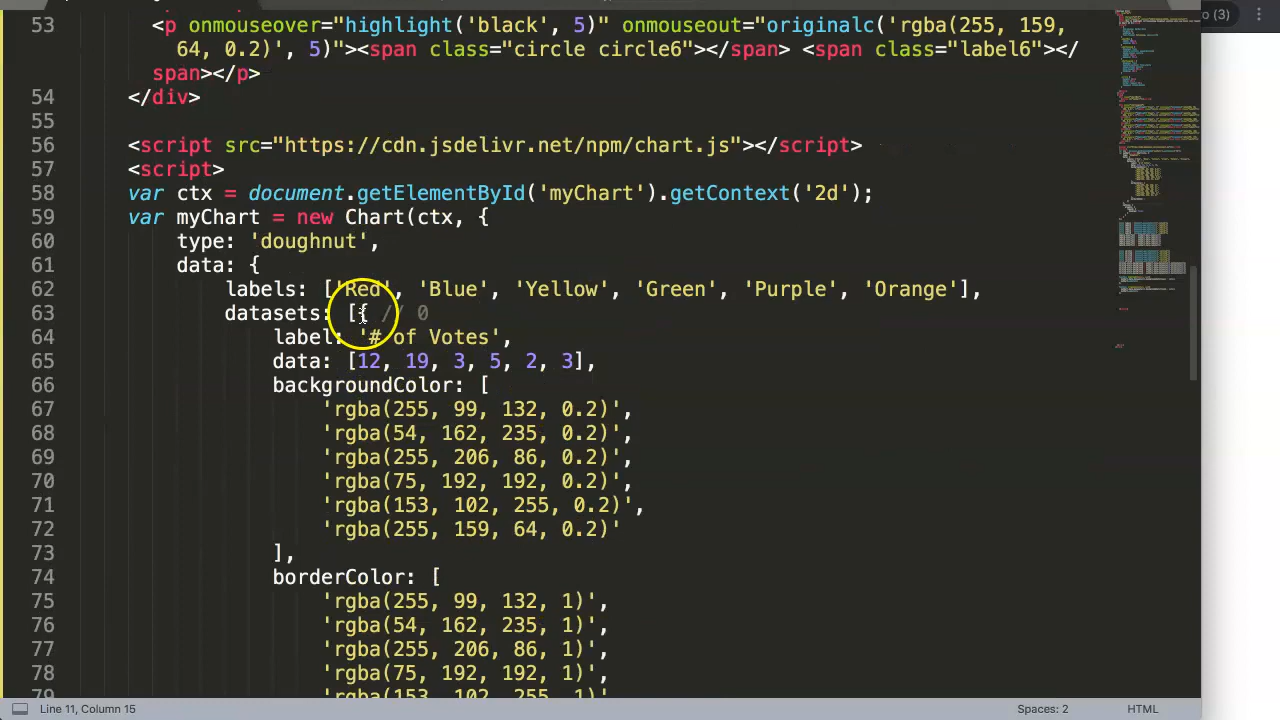 53 <p onmouseover="highlight('black', 5)" onmouseout="originalc('rgba(255, 159,
64, 0.2)', 5)"><span class="circle circle6"></span> <span class="label6"></
span></p>
54 </div>
55
56 <script src="https://cdn.jsdelivr.net/npm/chart.js"></script>
57 <script>
58 var ctx = document.getElementById('myChart').getContext('2d');
59 var myChart = new Chart(ctx, {
60 type: 'doughnut',
61 data: {
62 labels: ['Red', 'Blue', 'Yellow', 'Green', 'Purple', 'Orange'],
63 datasets: [{ // 0
64 label: '# of Votes',
65 data: [12, 19, 3, 5, 2, 3],
66 backgroundColor: [
67 'rgba(255, 99, 132, 0.2)',
68 'rgba(54, 162, 235, 0.2)',
69 'rgba(255, 206, 86, 0.2)',
70 'rgba(75, 192, 192, 0.2)',
71 'rgba(153, 102, 255, 0.2)',
72 'rgba(255, 159, 64, 0.2)'
73 ],
74 borderColor: [
75 'rgba(255, 99, 132, 1)',
76 'rgba(54, 162, 235, 1)',
77 'rgba(255, 206, 86, 1)',
78 'rgba(75, 192, 192, 1)',
79 'rgba(153, 102, 255, 1)'
Line 11, Column 15
Spaces: 2
HTML
o (3)